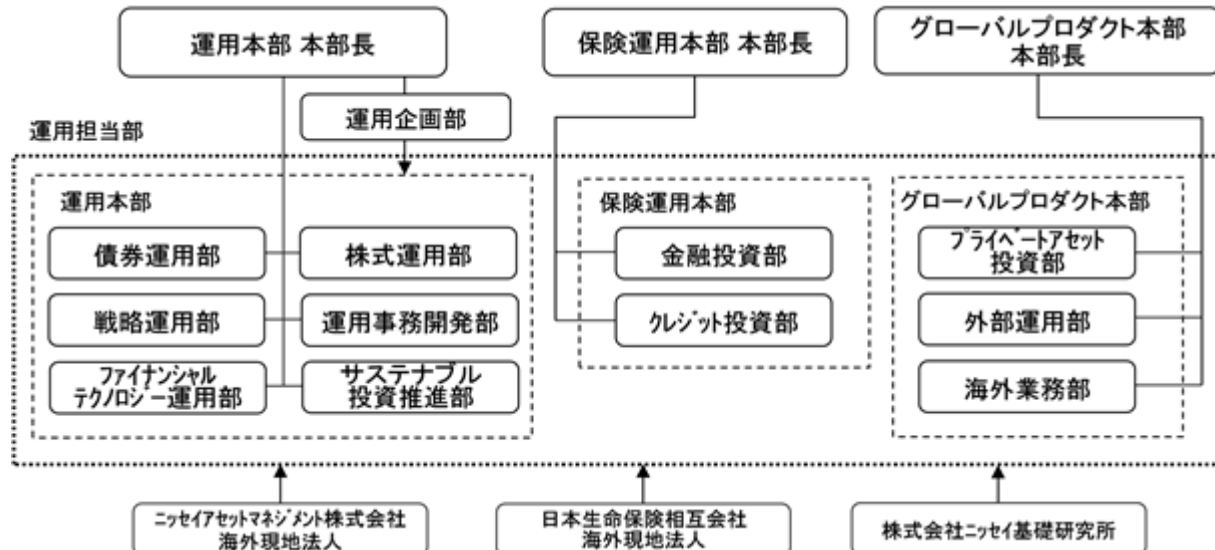 運用本部 本部長
保険運用本部 本部長
グローバルプロダクト本部
本部長
運用企画部
運用担当部
運用本部
債券運用部
株式運用部
戦略運用部
運用事務開発部
ファイナンシャル
テクノロジー運用部
サステナブル
投資推進部
保険運用本部
金融投資部
クレジット投資部
グローバルプロダクト本部
プライベートアセット
投資部
外部運用部
海外業務部
ニッセイアセットマネジメント株式会社
海外現地法人
日本生命保険相互会社
海外現地法人
株式会社ニッセイ基礎研究所